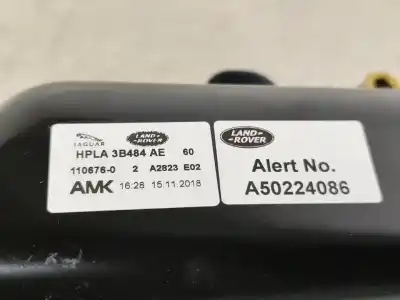 JAGUAR
LAND ROVER
HPLA 3B484 AE 60
110676-0 2 A2823 E02
AMK 16:28 15.11.2018
LAND ROVER
Alert No.
A50224086